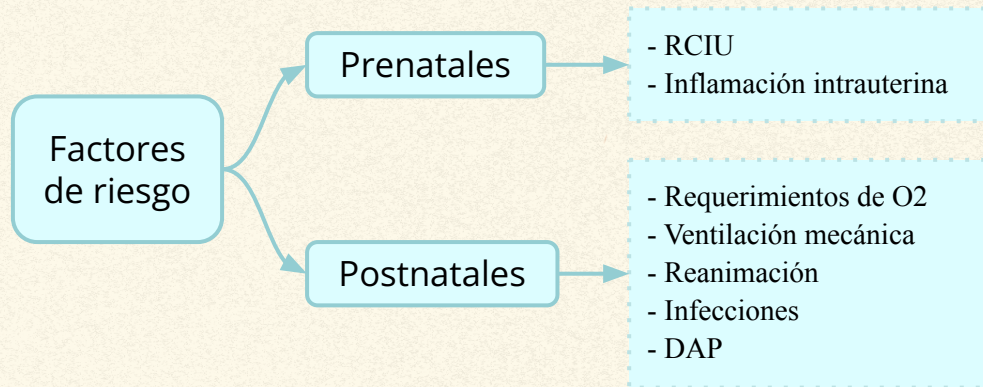 Factores
de riesgo
Prenatales
- RCIU
- Inflamación intrauterina
Postnatales
- Requerimientos de O2
- Ventilación mecánica
- Reanimación
- Infecciones
- DAP